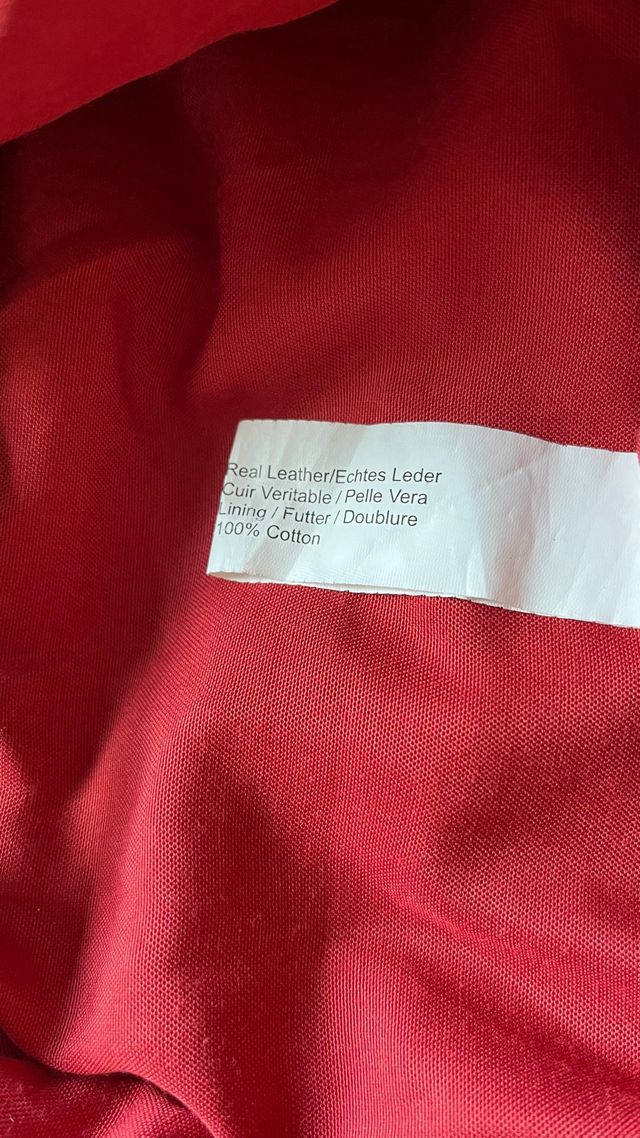 Real Leather/Echtes Leder
Cuir Veritable / Pelle Vera
Lining / Futter / Doublure
100% Cotton